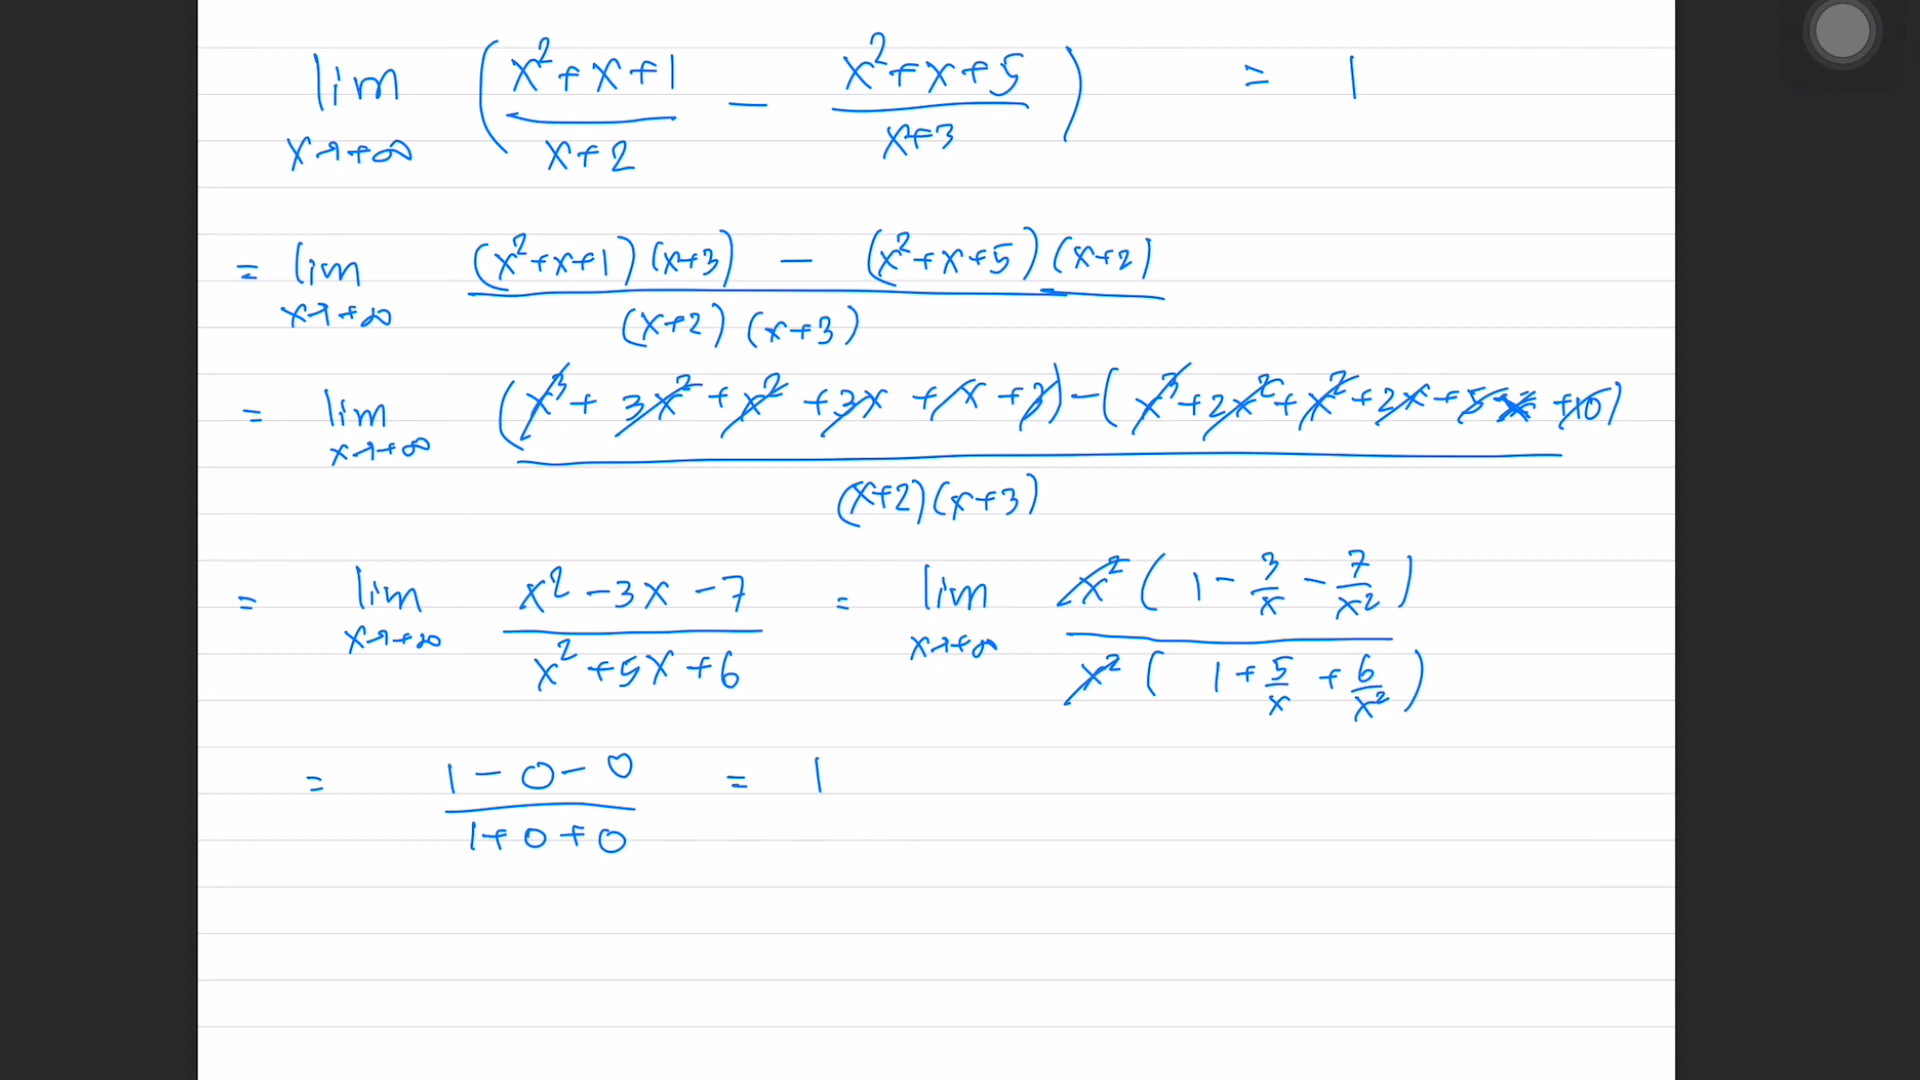 lim x→+∞ ( (x²+x+1)/(x+2) − (x²+x+5)/(x+3) ) = 1
= lim x→+∞ ((x²+x+1)(x+3) − (x²+x+5)(x+2))/((x+2)(x+3))
= lim x→+∞ ((x³+3x²+x²+3x+x+3)−(x³+2x²+x²+2x+5x+10))/((x+2)(x+3))
= lim x→+∞ (x²−3x−7)/(x²+5x+6) = lim x→+∞ (x²(1−3/x−7/x²))/(x²(1+5/x+6/x²))
= (1−0−0)/(1+0+0) = 1